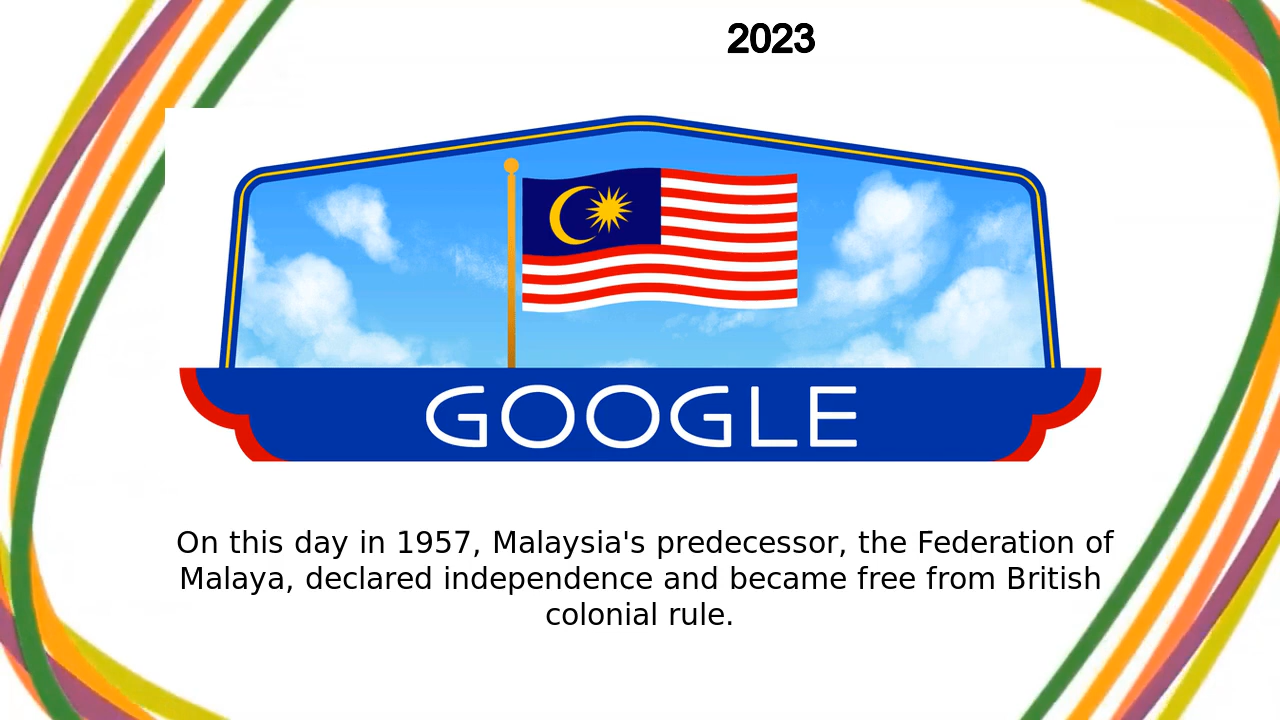 2023
GOOGLE
On this day in 1957, Malaysia's predecessor, the Federation of
Malaya, declared independence and became free from British
colonial rule.